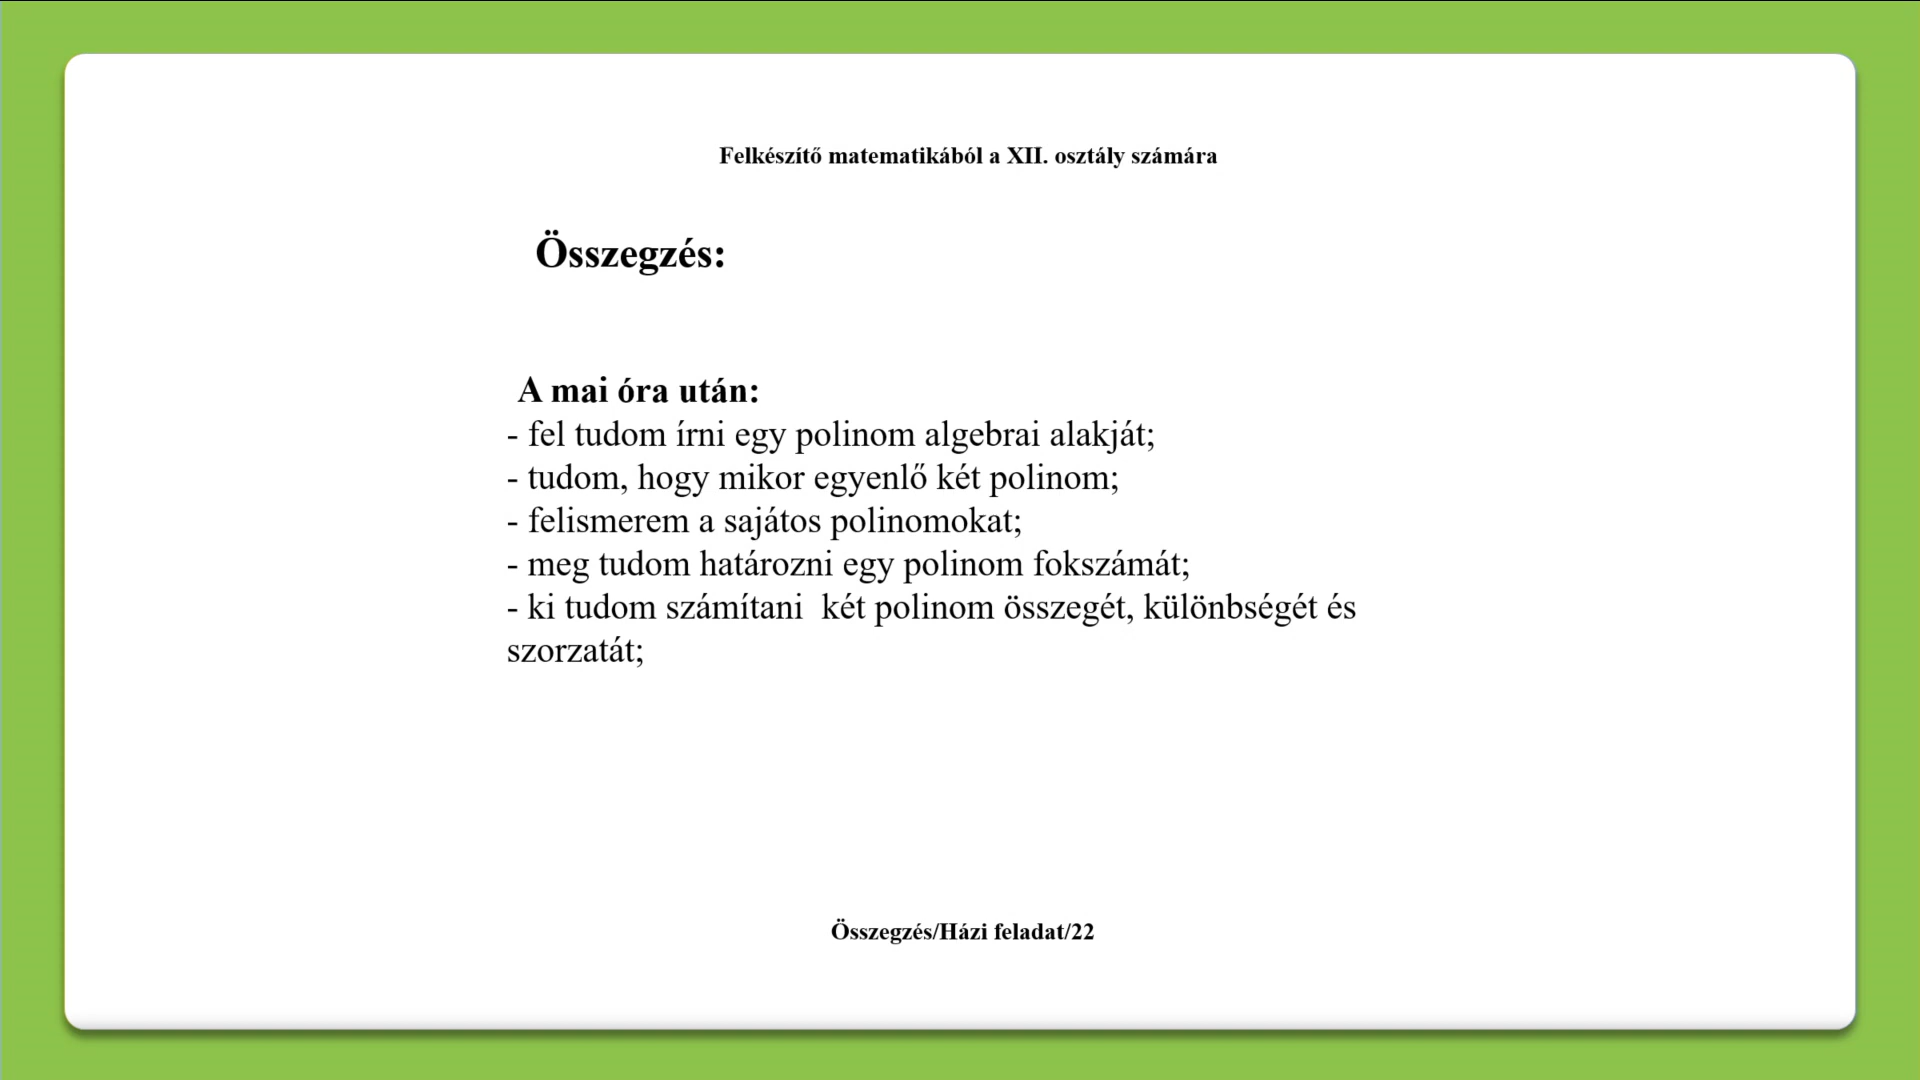 Felkészítő matematikából a XII. osztály számára
Összegzés:
A mai óra után:
- fel tudom írni egy polinom algebrai alakját;
- tudom, hogy mikor egyenlő két polinom;
- felismerem a sajátos polinomokat;
- meg tudom határozni egy polinom fokszámát;
- ki tudom számítani  két polinom összegét, különbségét és
szorzatát;
Összegzés/Házi feladat/22